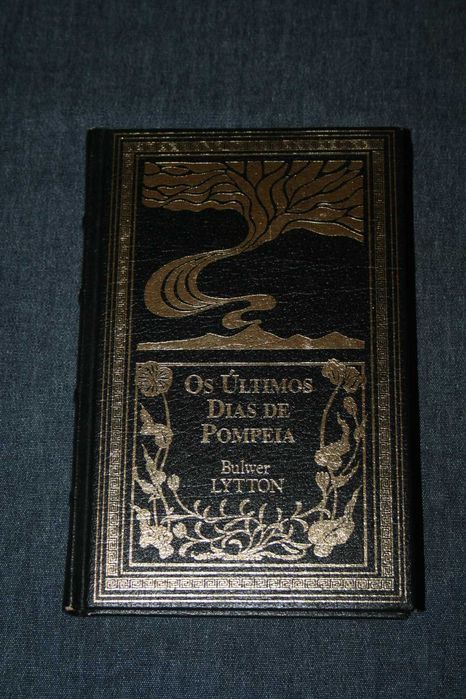 OS ÚLTIMOS
DIAS DE
POMPEIA
Bulwer
LYTTON